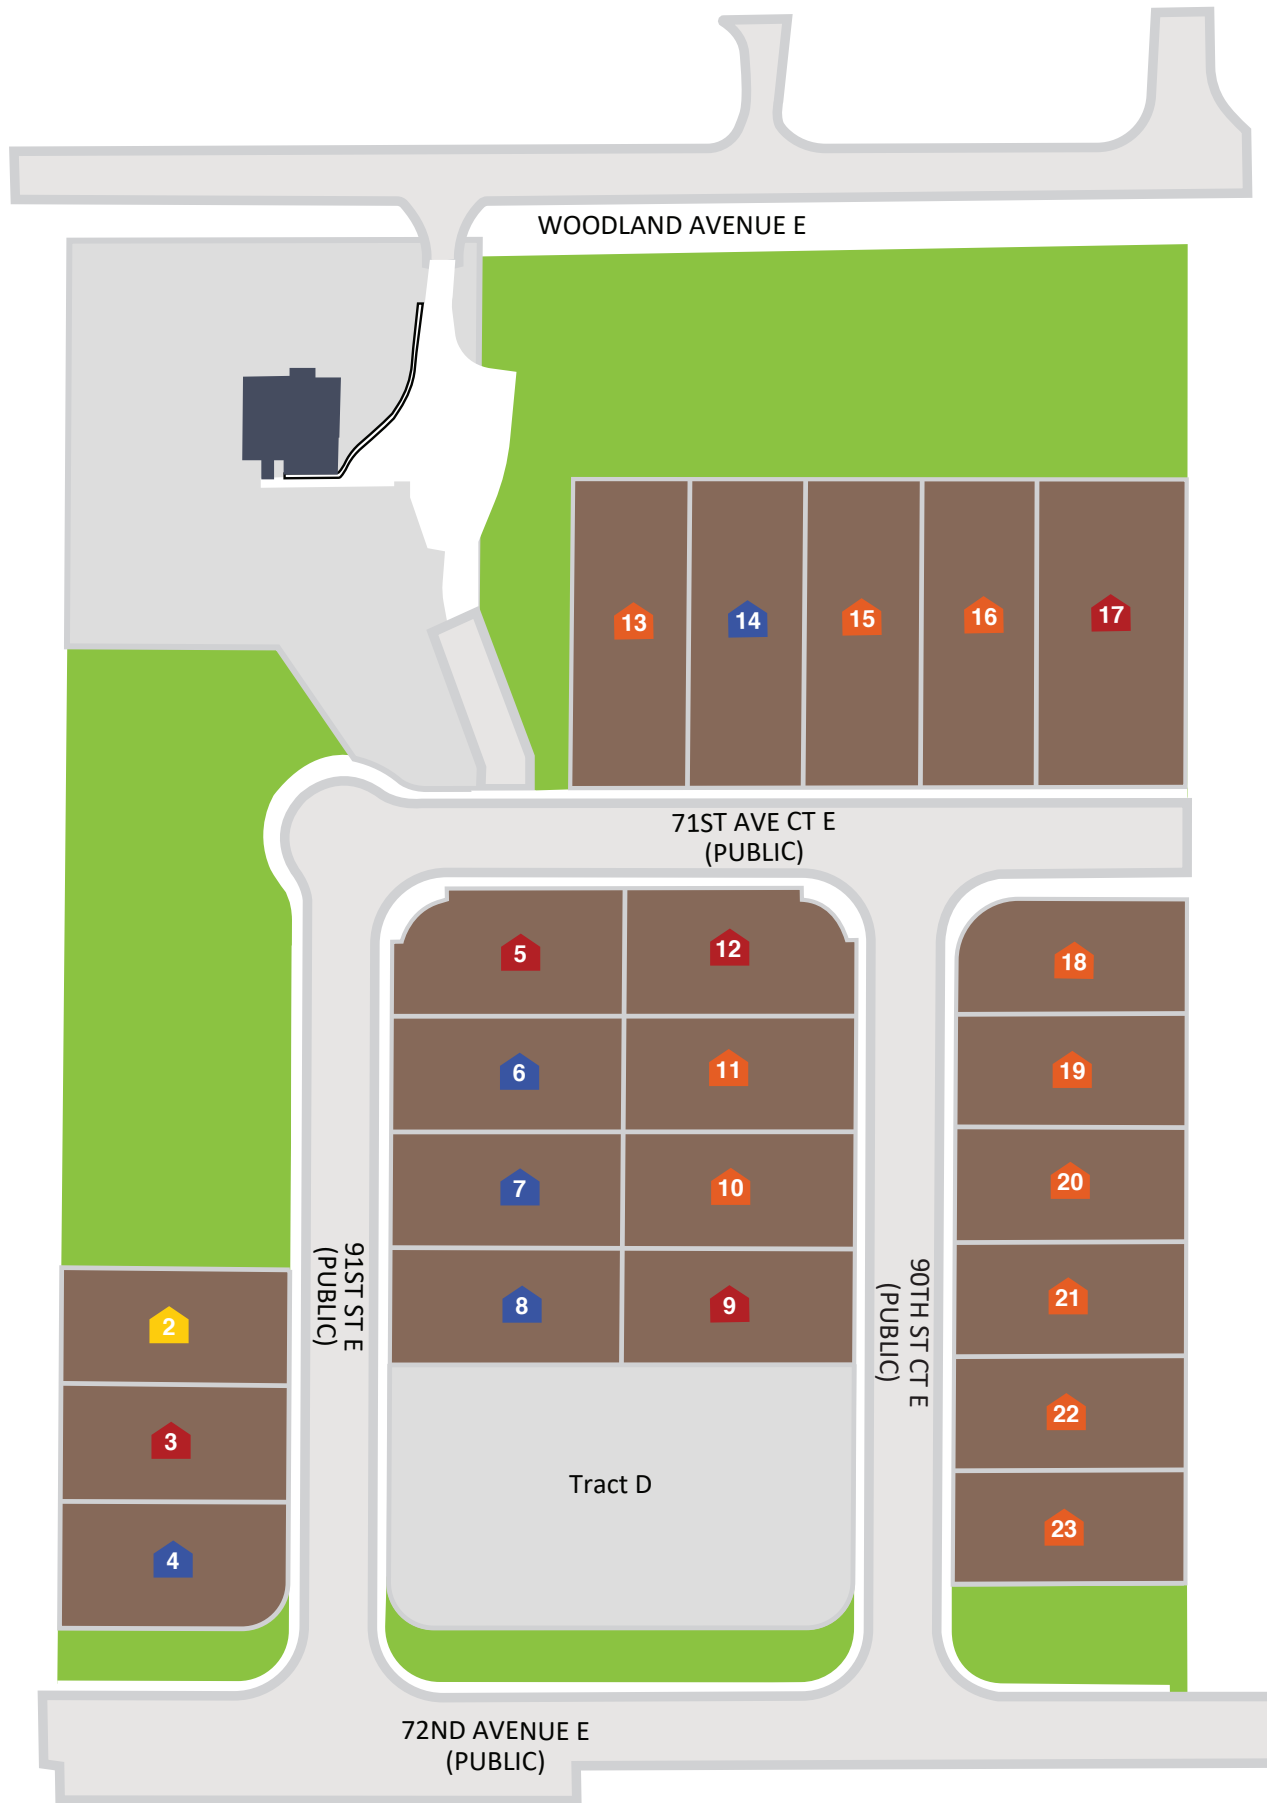 WOODLAND AVENUE E
13
14
15
16
17
71ST AVE CT E
(PUBLIC)
5
12
18
6
11
19
7
10
20
91ST ST E
(PUBLIC)
8
9
90TH ST CT E
(PUBLIC)
21
2
22
3
Tract D
23
4
72ND AVENUE E
(PUBLIC)